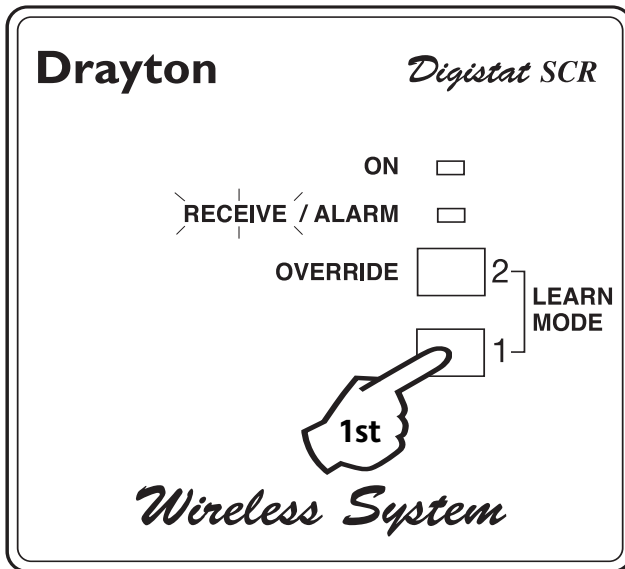 Drayton Digistat SCR
ON
RECEIVE / ALARM
OVERRIDE 2
LEARN
MODE
1
1st
Wireless System